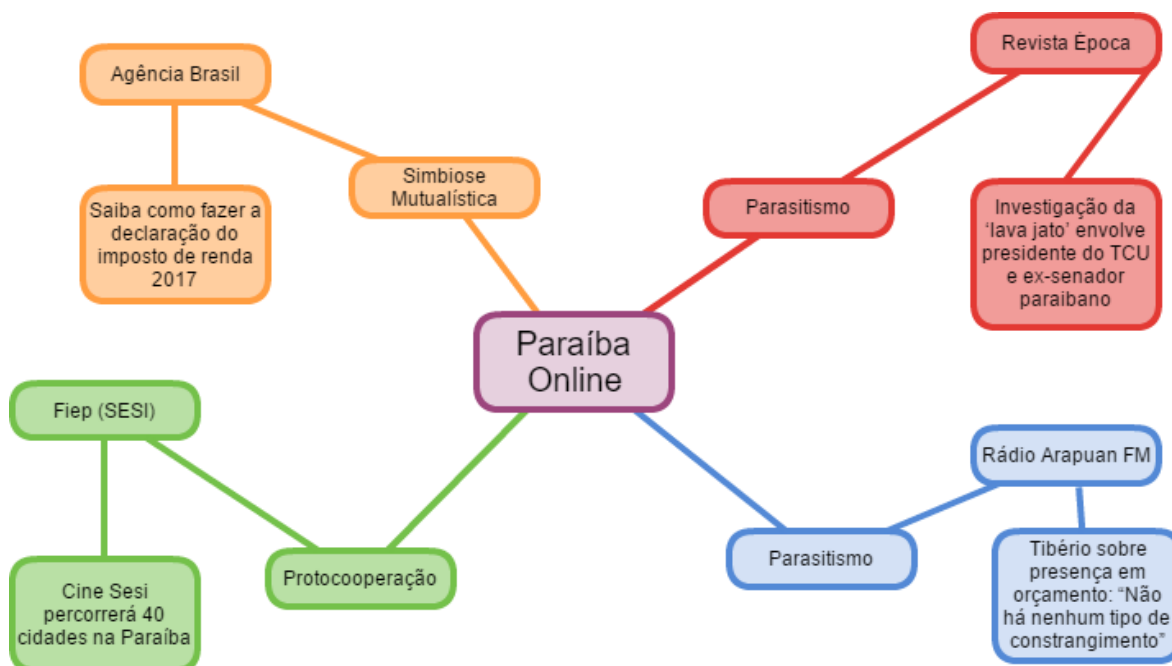 Agência Brasil
Simbiose
Mutualística
Saiba como fazer a
declaração do
imposto de renda
2017
Revista Época
Parasitismo
Investigação da
‘lava jato’ envolve
presidente do TCU
e ex-senador
paraibano
Paraíba
Online
Fiep (SESI)
Protocooperação
Cine Sesi
percorrerá 40
cidades na Paraíba
Rádio Arapuan FM
Parasitismo
Tibério sobre
presença em
orçamento: “Não
há nenhum tipo de
constrangimento”